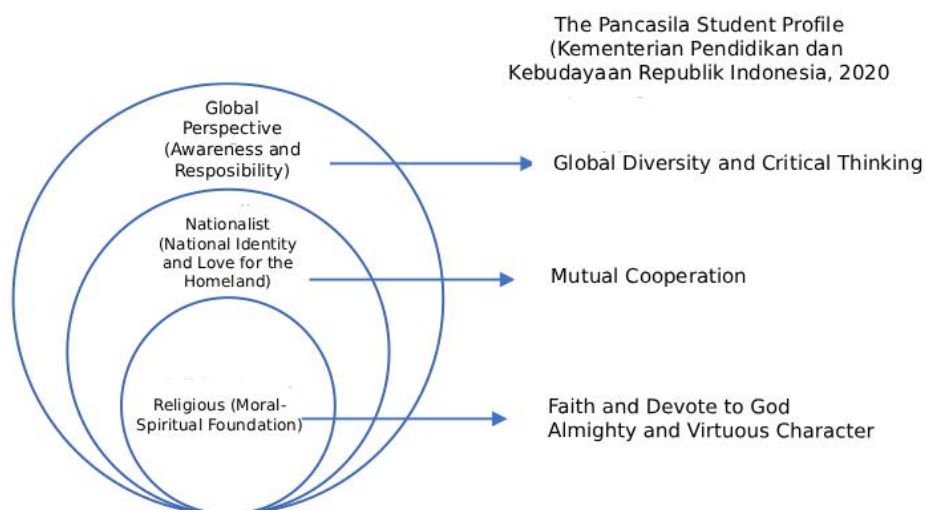 The Pancasila Student Profile
(Kementerian Pendidikan dan
Kebudayaan Republik Indonesia, 2020
Global
Perspective
(Awareness and
Resposibility)
Global Diversity and Critical Thinking
Nationalist
(National Identity
and Love for the
Homeland)
Mutual Cooperation
Religious (Moral-
Spiritual Foundation)
Faith and Devote to God
Almighty and Virtuous Character